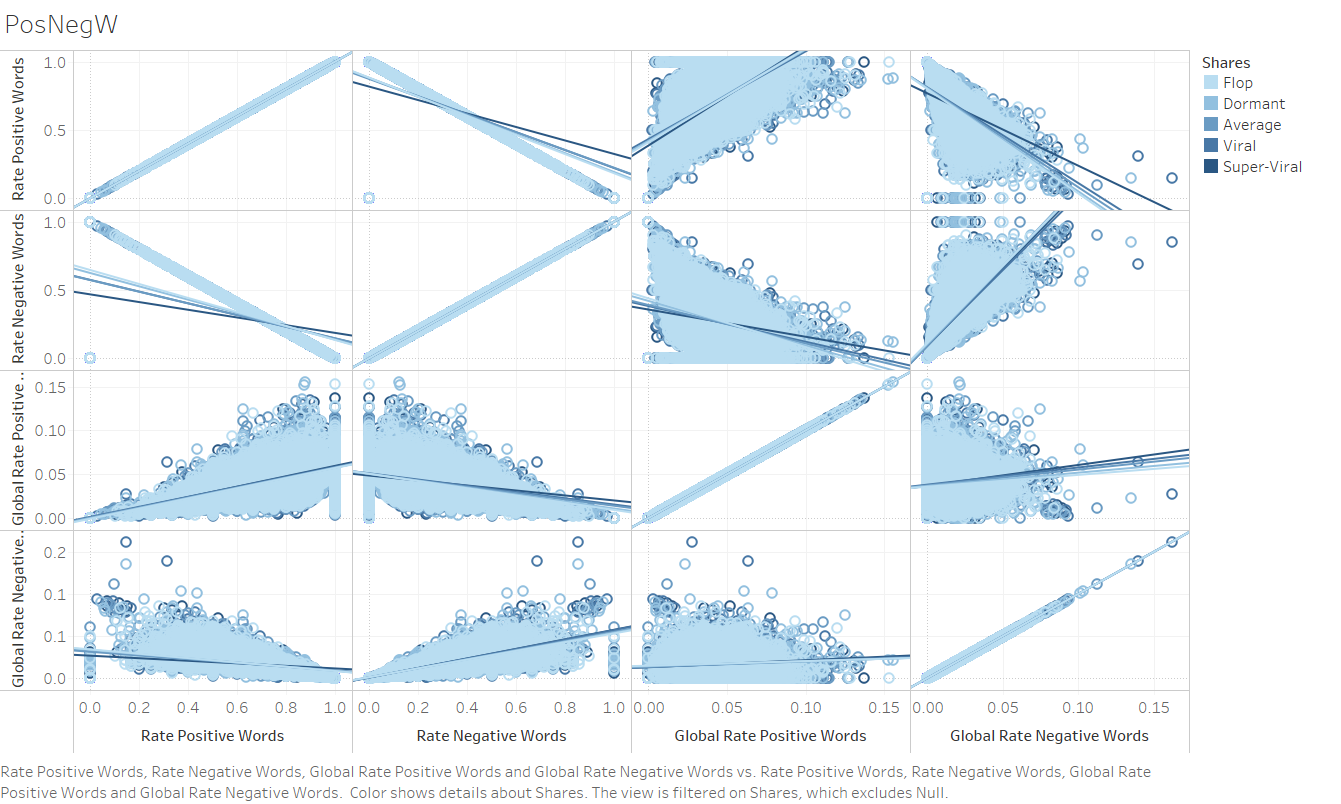 PosNegW
Shares
Flop
Dormant
Average
Viral
Super-Viral
Rate Positive Words
1.0
0.5
0.0
Rate Negative Words
1.0
0.5
0.0
Global Rate Positive ..
0.15
0.10
0.05
0.00
Global Rate Negative..
0.2
0.1
0.1
0.0
0.0 0.2 0.4 0.6 0.8 1.0 0.0 0.2 0.4 0.6 0.8 1.0 0.00 0.05 0.10 0.15 0.00 0.05 0.10 0.15
Rate Positive Words Rate Negative Words Global Rate Positive Words Global Rate Negative Words
Rate Positive Words, Rate Negative Words, Global Rate Positive Words and Global Rate Negative Words vs. Rate Positive Words, Rate Negative Words, Global Rate
Positive Words and Global Rate Negative Words.  Color shows details about Shares. The view is filtered on Shares, which excludes Null.